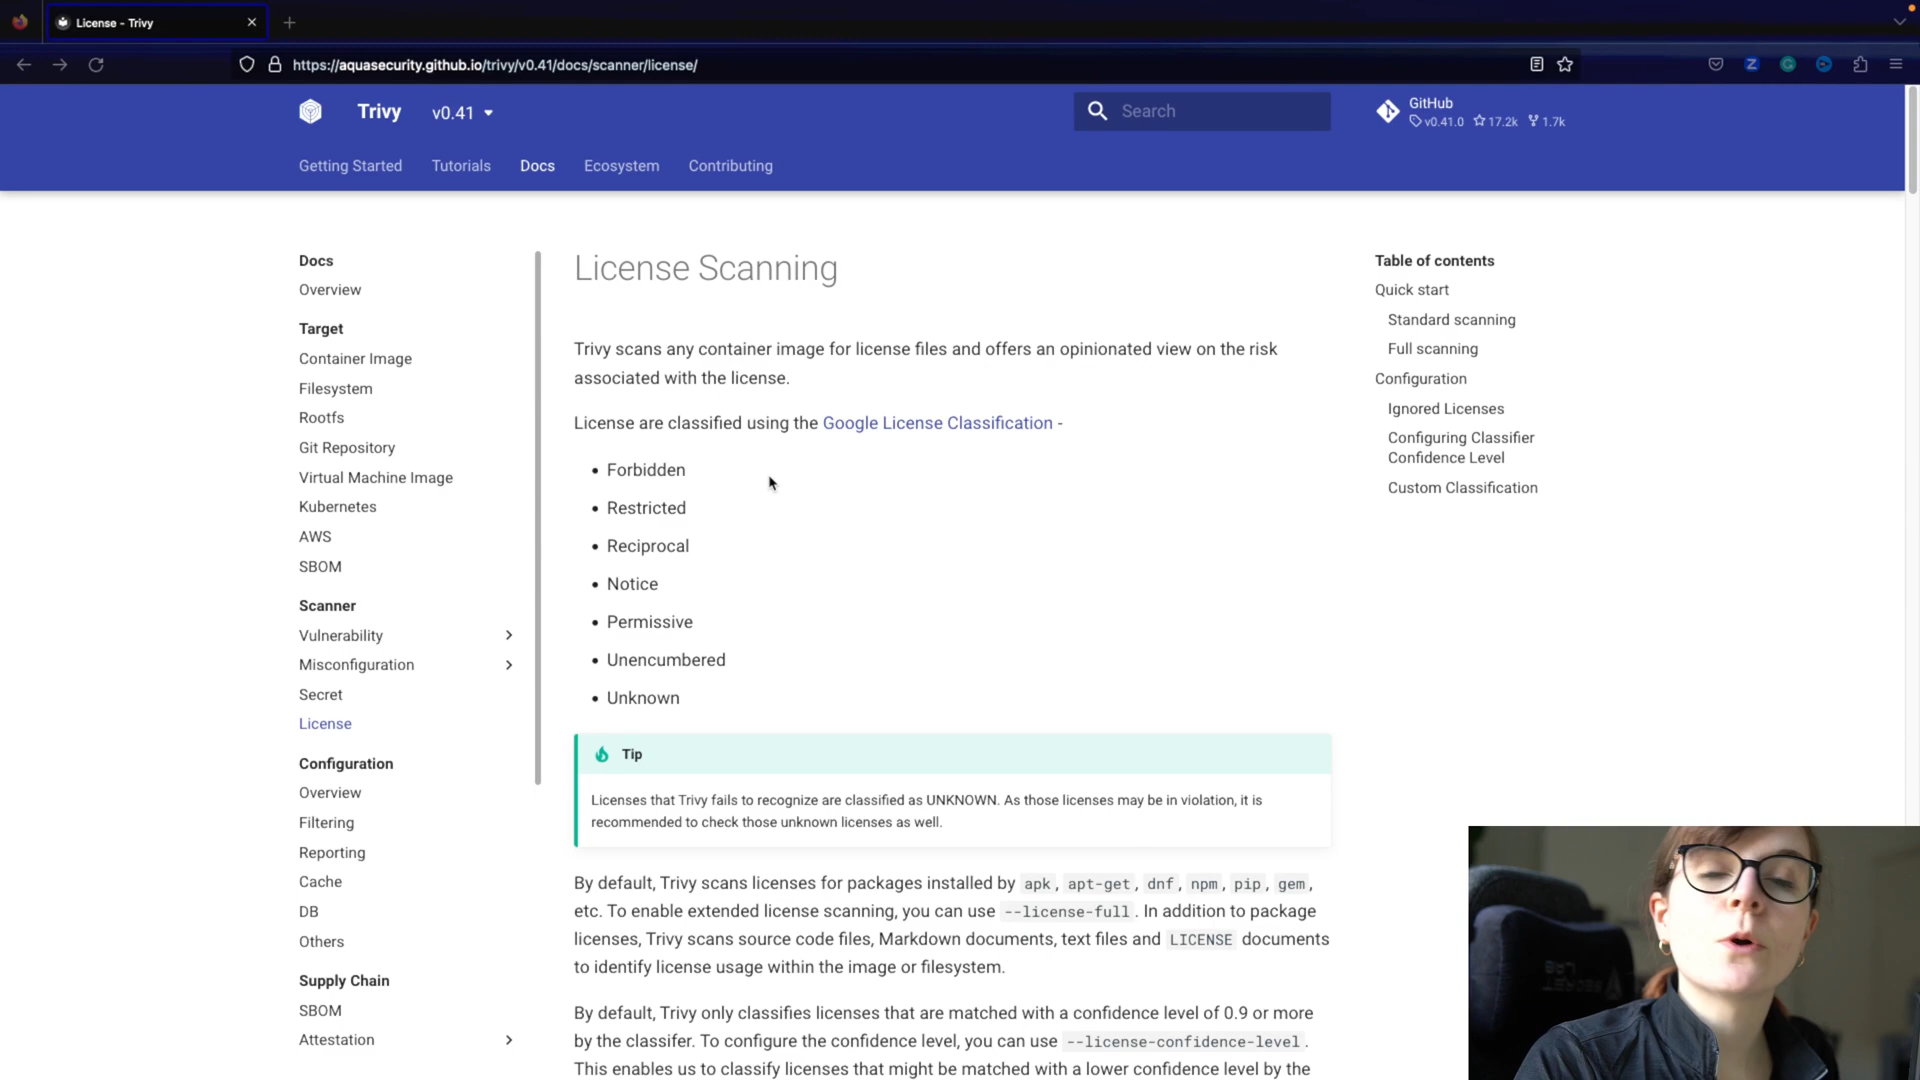 License - Trivy
https://aquasecurity.github.io/trivy/v0.41/docs/scanner/license/
Trivy
v0.41
Search
GitHub
v0.41.0 17.2k 1.7k
Getting Started
Tutorials
Docs
Ecosystem
Contributing
Docs
Overview
Target
Container Image
Filesystem
Rootfs
Git Repository
Virtual Machine Image
Kubernetes
AWS
SBOM
Scanner
Vulnerability
Misconfiguration
Secret
License
Configuration
Overview
Filtering
Reporting
Cache
DB
Others
Supply Chain
SBOM
Attestation
License Scanning
Trivy scans any container image for license files and offers an opinionated view on the risk
associated with the license.
License are classified using the Google License Classification -
• Forbidden
• Restricted
• Reciprocal
• Notice
• Permissive
• Unencumbered
• Unknown
Tip
Licenses that Trivy fails to recognize are classified as UNKNOWN. As those licenses may be in violation, it is
recommended to check those unknown licenses as well.
By default, Trivy scans licenses for packages installed by apk, apt-get, dnf, npm, pip, gem,
etc. To enable extended license scanning, you can use --license-full. In addition to package
licenses, Trivy scans source code files, Markdown documents, text files and LICENSE documents
to identify license usage within the image or filesystem.
By default, Trivy only classifies licenses that are matched with a confidence level of 0.9 or more
by the classifer. To configure the confidence level, you can use --license-confidence-level.
This enables us to classify licenses that might be matched with a lower confidence level by the
Table of contents
Quick start
Standard scanning
Full scanning
Configuration
Ignored Licenses
Configuring Classifier
Confidence Level
Custom Classification